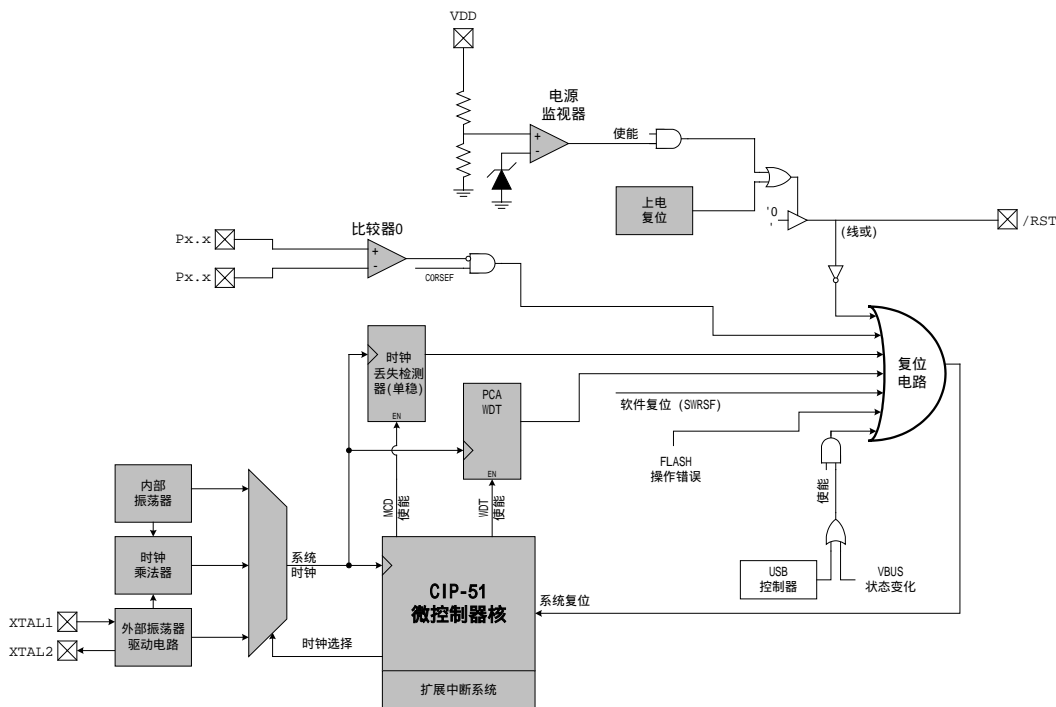 VDD
电源
监视器
+
-
使能
上电
复位
'0
'
(线或)
/RST
比较器0
Px.x
Px.x
+
-
CORSEF
时钟
丢失检测
器(单稳)
EN
PCA
WDT
EN
复位
电路
软件复位 (SWRSF)
FLASH
操作错误
使能
内部
振荡器
时钟
乘法器
外部振荡器
驱动电路
XTAL1
XTAL2
系统
时钟
MCD
使能
WDT
使能
CIP-51
微控制器核
时钟选择
扩展中断系统
系统复位
USB
控制器
VBUS
状态变化